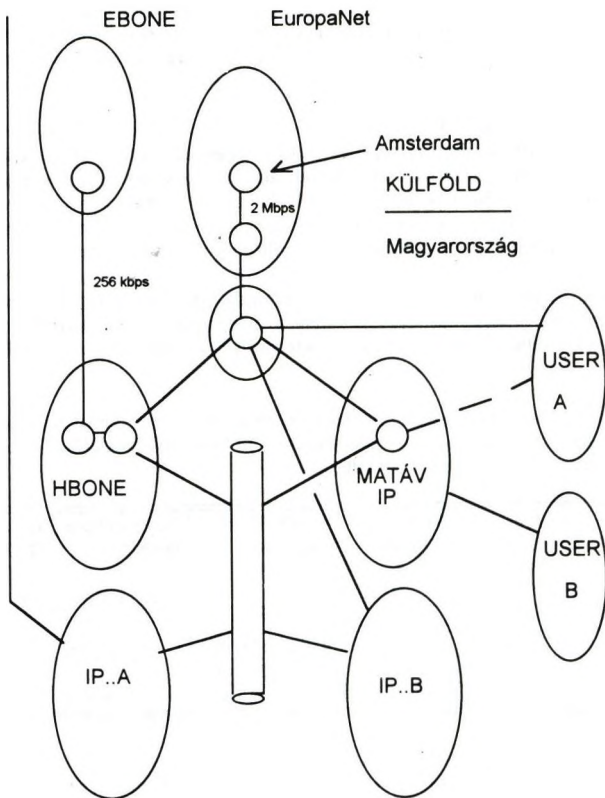 EBONE
EuropaNet
Amsterdam
KÜLFÖLD
2 Mbps
Magyarország
256 kbps
USER
A
HBONE
MATÁV
IP
USER
B
IP..A
IP..B